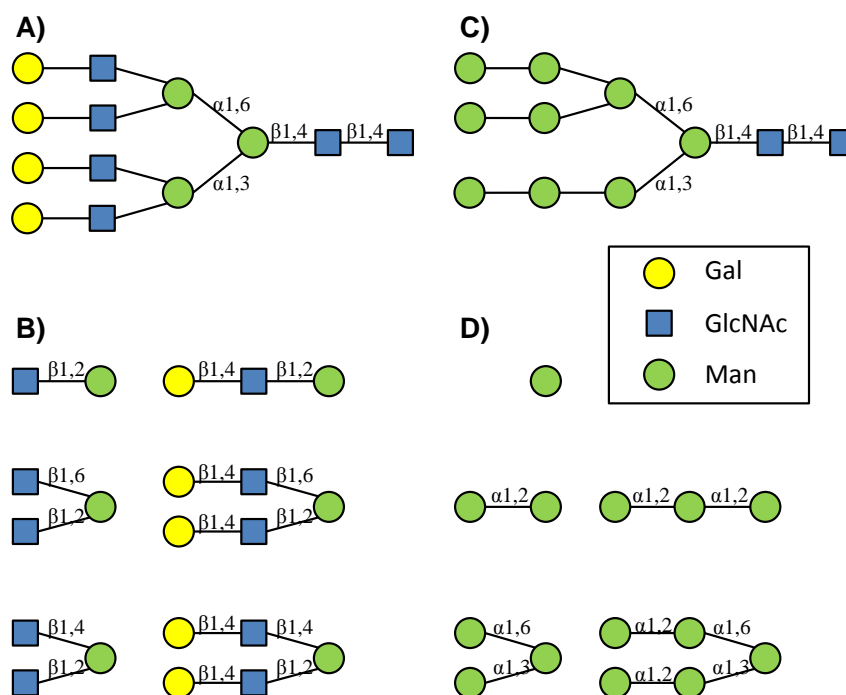 A)
α1,6
β1,4 β1,4
α1,3
C)
α1,6
β1,4 β1,4
α1,3
Gal
GlcNAc
Man
B)
β1,2 β1,4 β1,2
β1,6 β1,4 β1,6
β1,2 β1,4 β1,2
β1,4 β1,4 β1,4
β1,2 β1,4 β1,2
D)
α1,2 α1,2 α1,2
α1,6 α1,2 α1,6
α1,3 α1,2 α1,3